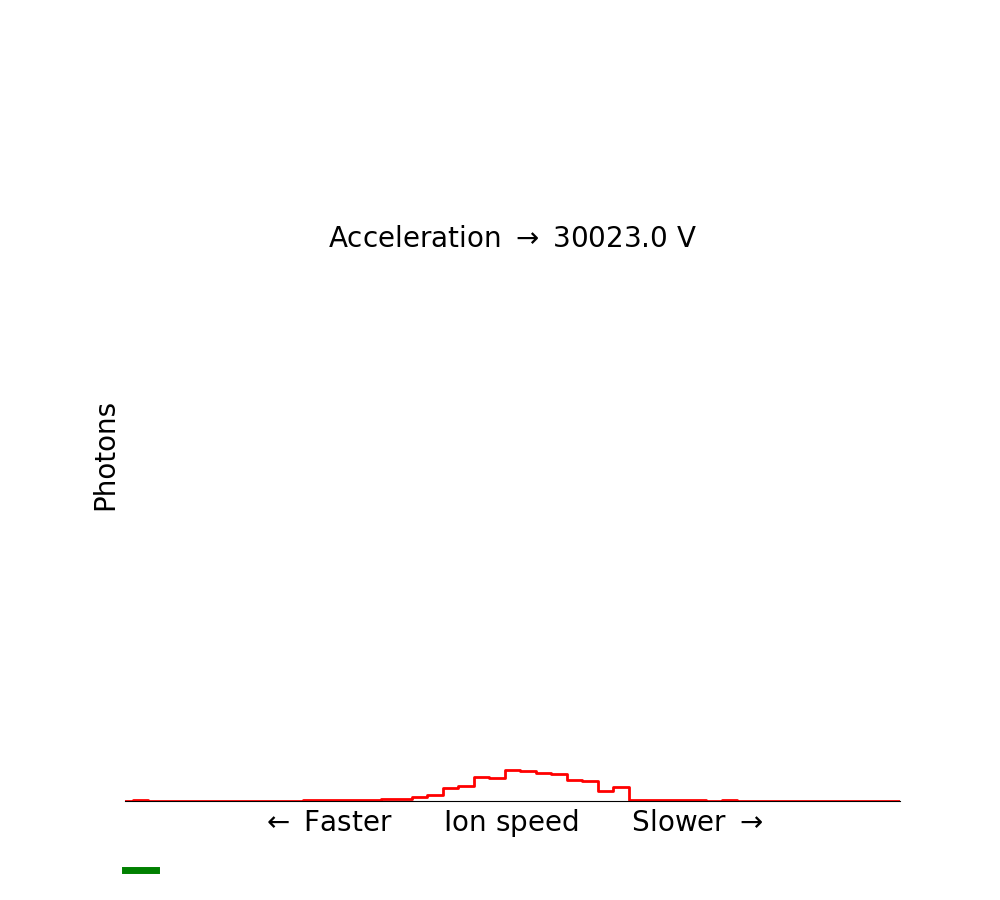 Acceleration → 30023.0 V
Photons
← Faster Ion speed Slower →